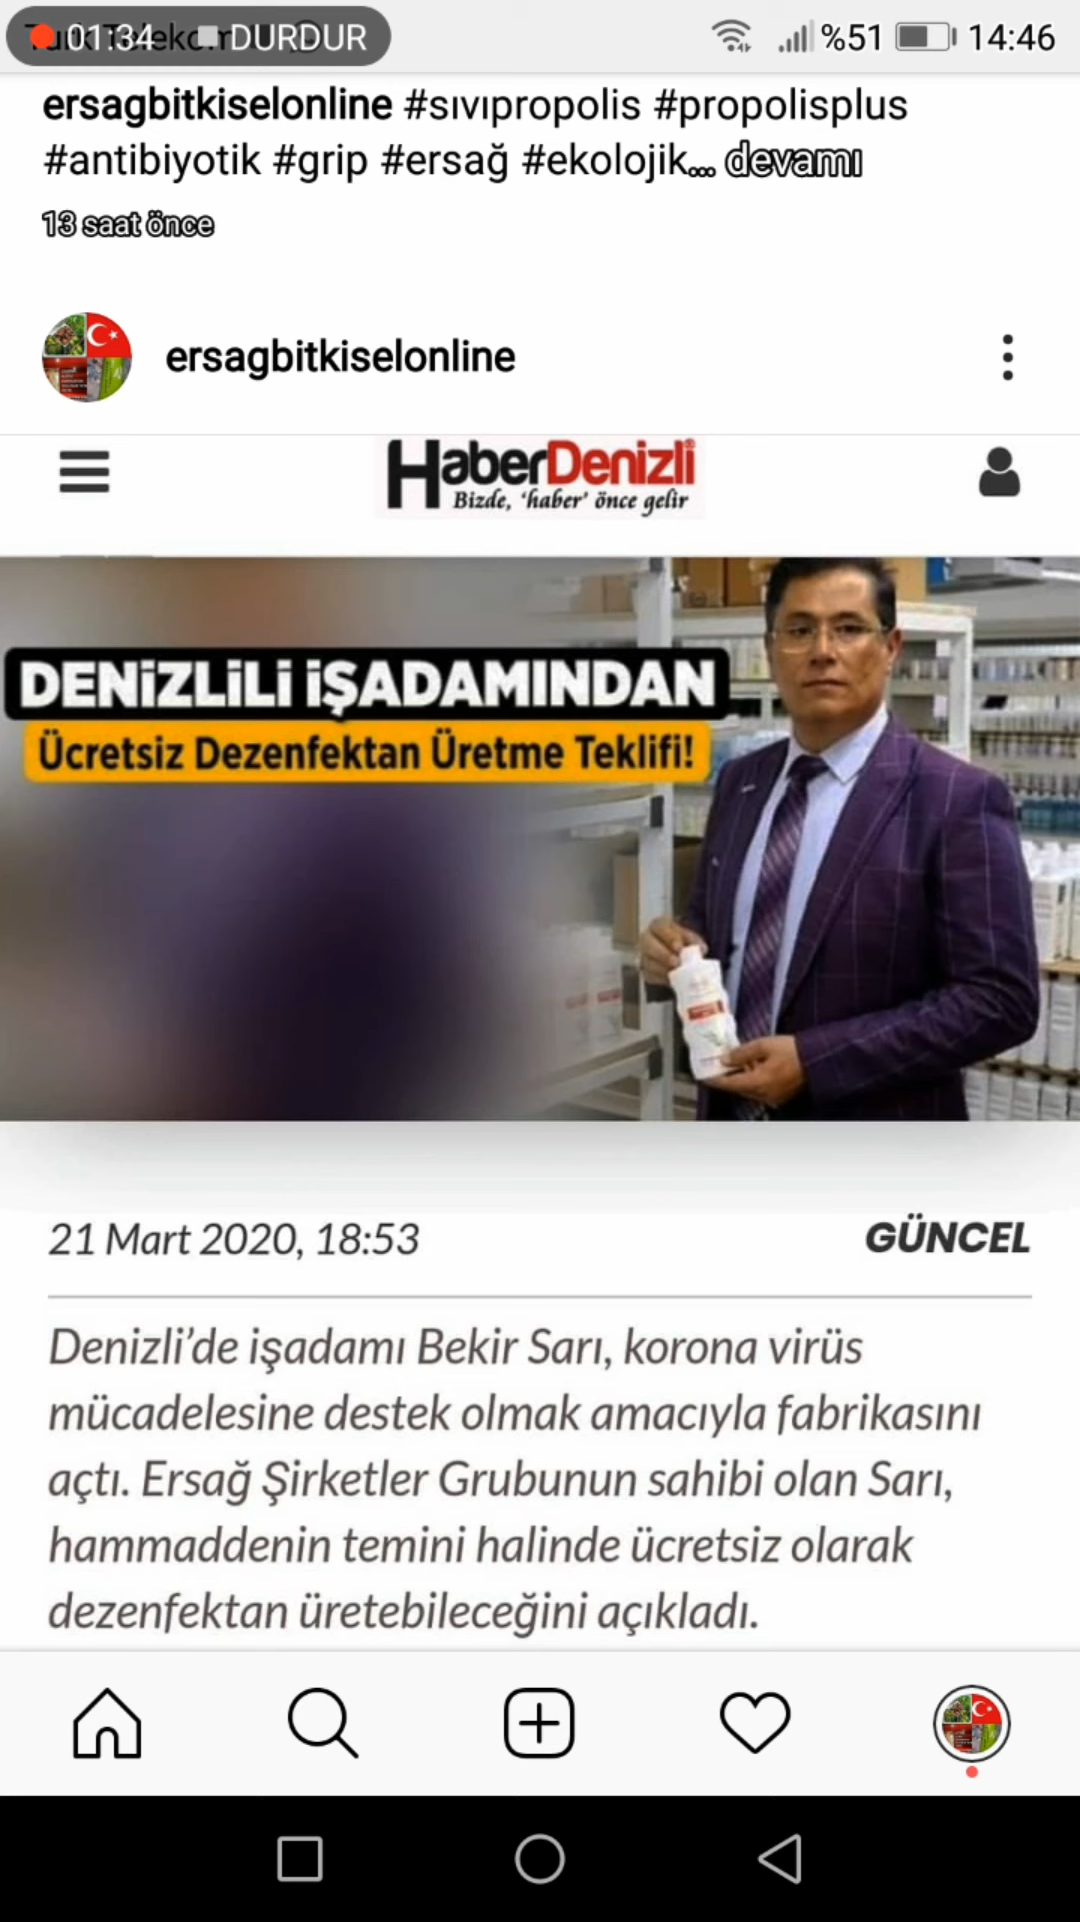 01:34 DURDUR %51 14:46
ersagbitkiselonline #sıvıpropolis #propolisplus
#antibiyotik #grip #ersağ #ekolojik... devamı
13 saat önce
ersagbitkiselonline
HaberDenizli
Bizde, ‘haber’ önce gelir
DENİZLİLİ İŞADAMINDAN
Ücretsiz Dezenfektan Üretme Teklifi!
21 Mart 2020, 18:53 GÜNCEL
Denizli’de işadamı Bekir Sarı, korona virüs
mücadelesine destek olmak amacıyla fabrikasını
açtı. Ersağ Şirketler Grubunun sahibi olan Sarı,
hammaddenin temini halinde ücretsiz olarak
dezenfektan üretebileceğini açıkladı.